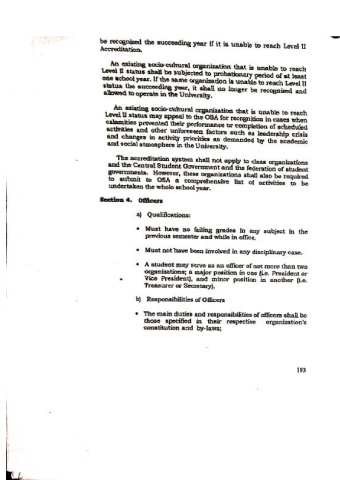 be recognized the succeeding year if it is unable to reach Level II
Accreditation.
An existing socio-cultural organization that is unable to reach
Level II status shall be subjected to probationary period of at least
one school year. If the same organization is unable to reach Level II
status the succeeding year, it shall no longer be recognized and
allowed to operate in the University.
An existing socio-cultural organization that is unable to reach
Level II status may appeal to the OSA for recognition in cases when
calamities prevented their performance or completion of scheduled
activities and other unforeseen factors such as leadership crisis
and changes in activity priorities as demanded by the academic
and social atmosphere in the University.
The accreditation system shall not apply to class organizations
and the Central Student Government and the federation of student
governments. However, these organizations shall also be required
to submit to OSA a comprehensive list of activities to be
undertaken the whole school year.
Section 4. Officers
a) Qualifications:
• Must have no failing grades in any subject in the
previous semester and while in office.
• Must not have been involved in any disciplinary case.
• A student may serve as an officer of not more than two
organizations; a major position in one (i.e. President or
Vice President), and minor position in another (i.e.
Treasurer or Secretary).
b) Responsibilities of Officers
• The main duties and responsibilities of officers shall be
those specified in their respective organization's
constitution and by-laws;
193